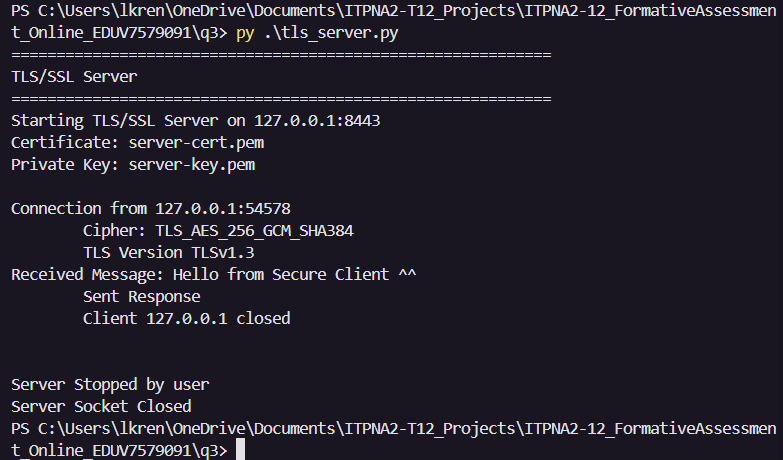 PS C:\Users\lkren\OneDrive\Documents\ITPNA2-T12_Projects\ITPNA2-12_FormativeAssessmen
t_Online_EDUV7579091\q3> py .\tls_server.py
============================================================
TLS/SSL Server
============================================================
Starting TLS/SSL Server on 127.0.0.1:8443
Certificate: server-cert.pem
Private Key: server-key.pem
Connection from 127.0.0.1:54578
Cipher: TLS_AES_256_GCM_SHA384
TLS Version TLSv1.3
Received Message: Hello from Secure Client ^^
Sent Response
Client 127.0.0.1 closed
Server Stopped by user
Server Socket Closed
PS C:\Users\lkren\OneDrive\Documents\ITPNA2-T12_Projects\ITPNA2-12_FormativeAssessmen
t_Online_EDUV7579091\q3>